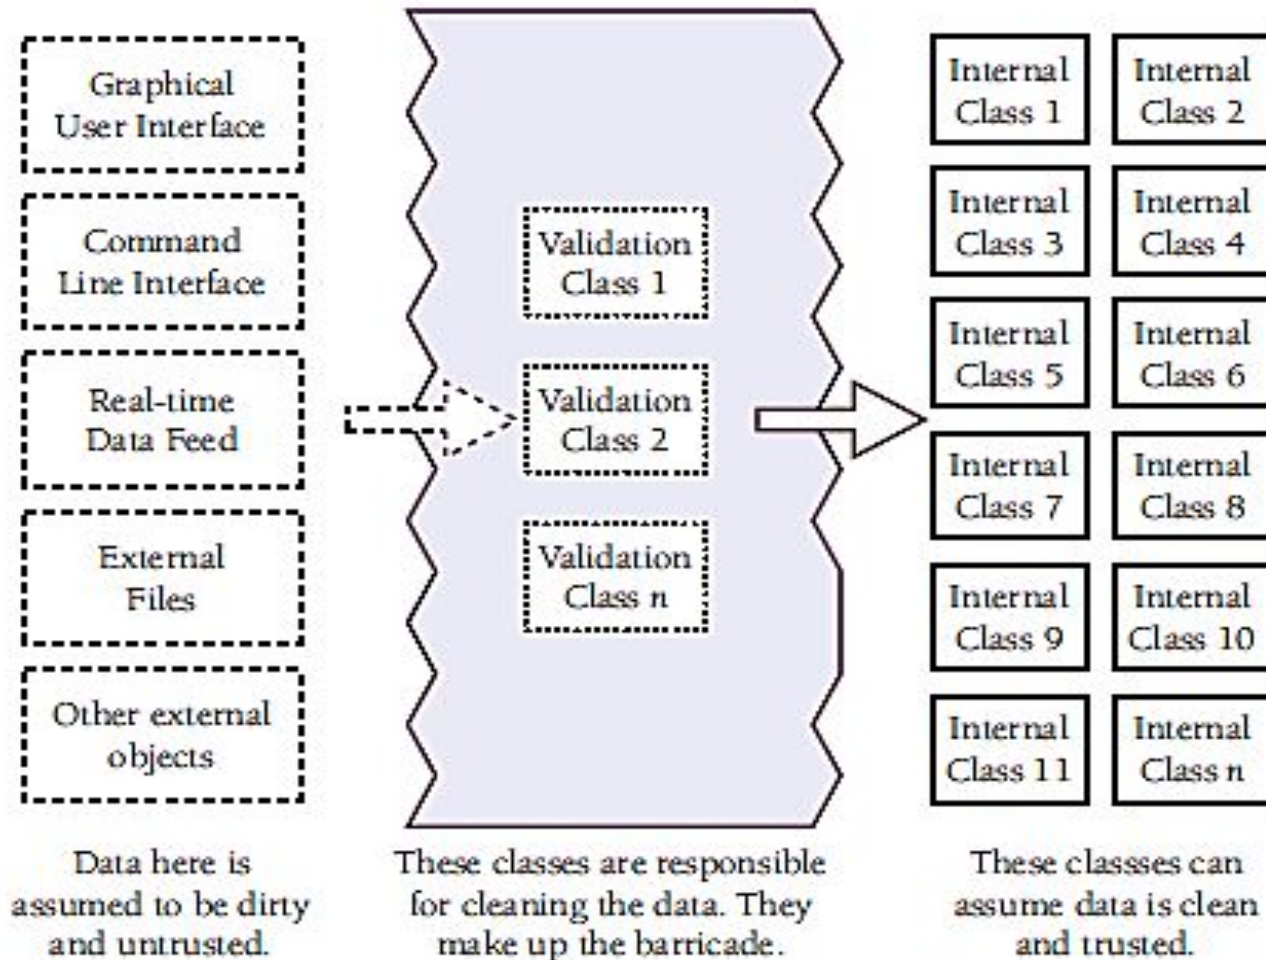 Graphical
User Interface
Command
Line Interface
Real-time
Data Feed
External
Files
Other external
objects
Data here is
assumed to be dirty
and untrusted.
Validation
Class 1
Validation
Class 2
Validation
Class n
These classes are responsible
for cleaning the data. They
make up the barricade.
Internal
Class 1
Internal
Class 2
Internal
Class 3
Internal
Class 4
Internal
Class 5
Internal
Class 6
Internal
Class 7
Internal
Class 8
Internal
Class 9
Internal
Class 10
Internal
Class 11
Internal
Class n
These classses can
assume data is clean
and trusted.